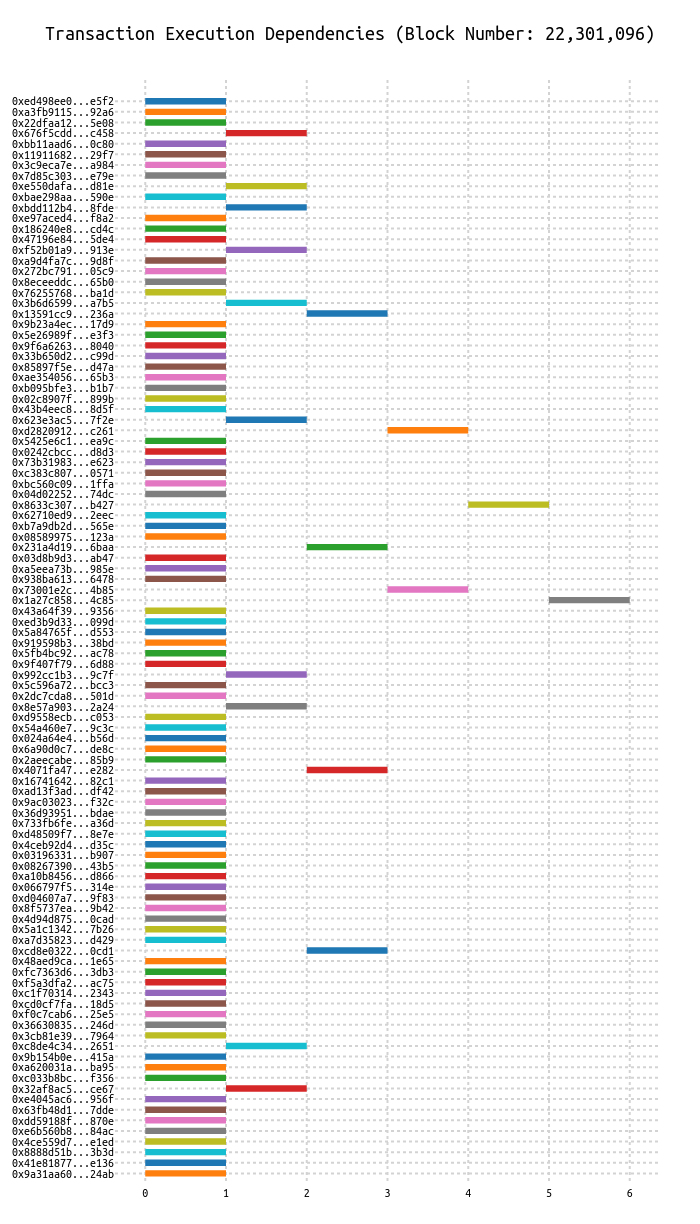 Transaction Execution Dependencies (Block Number: 22,301,096)
0xed498ee0...e5f2
0xa3fb9115...92a6
0x22dfaa12...5e08
0x676f5cdd...c458
0xbb11aad6...0c80
0x11911682...29f7
0x3c9eca7e...a984
0x7d85c303...e79e
0xe550dafa...d81e
0xbae298aa...590e
0xbdd112b4...8fde
0xe97aced4...f8a2
0x186240e8...cd4c
0x47196e84...5de4
0xf52b01a9...913e
0xa9d4fa7c...9d8f
0x272bc791...05c9
0x8eceeddc...65b0
0x76255768...ba1d
0x3b6d6599...a7b5
0x13591cc9...236a
0x9b23a4ec...17d9
0x5e26989f...e3f3
0x9f6a6263...8040
0x33b650d2...c99d
0x85897f5e...d47a
0xae354056...65b3
0xb095bfe3...b1b7
0x02c8907f...899b
0x43b4eec8...8d5f
0x623e3ac5...7f2e
0xd2820912...c261
0x5425e6c1...ea9c
0x0242cbcc...d8d3
0x73b31983...e623
0xc383c807...0571
0xbc560c09...1ffa
0x04d02252...74dc
0x8633c307...b427
0x62710ed9...2eec
0xb7a9db2d...565e
0x08589975...123a
0x231a4d19...6baa
0x03d8b9d3...ab47
0xa5eea73b...985e
0x938ba613...6478
0x73001e2c...4b85
0x1a27c858...4c85
0x43a64f39...9356
0xed3b9d33...099d
0x5a84765f...d553
0x919598b3...38bd
0x5fb4bc92...ac78
0x9f407f79...6d88
0x992cc1b3...9c7f
0x5c596a72...bcc3
0x2dc7cda8...501d
0x8e57a903...2a24
0xd9558ecb...c053
0x54a460e7...9c3c
0x024a64e4...b56d
0x6a90d0c7...de8c
0x2aeecabe...85b9
0x4071fa47...e282
0x16741642...82c1
0xad13f3ad...df42
0x9ac03023...f32c
0x36d93951...bdae
0x733fb6fe...a36d
0xd48509f7...8e7e
0x4ceb92d4...d35c
0x03196331...b907
0x08267390...43b5
0xa10b8456...d866
0x066797f5...314e
0xd04607a7...9f83
0x8f5737ea...9b42
0x4d94d875...0cad
0x5a1c1342...7b26
0xa7d35823...d429
0xcd8e0322...0cd1
0x48aed9ca...1e65
0xfc7363d6...3db3
0xf5a3dfa2...ac75
0xc1f70314...2343
0xcd0cf7fa...18d5
0xf0c7cab6...25e5
0x36630835...246d
0x3cb81e39...7964
0xc8de4c34...2651
0x9b154b0e...415a
0xa620031a...ba95
0xc033b8bc...f356
0x32af8ac5...ce67
0xe4045ac6...956f
0x63fb48d1...7dde
0xdd59188f...870e
0xe6b560b8...84ac
0x4ce559d7...e1ed
0x8888d51b...3b3d
0x41e81877...e136
0x9a31aa60...24ab
0 1 2 3 4 5 6